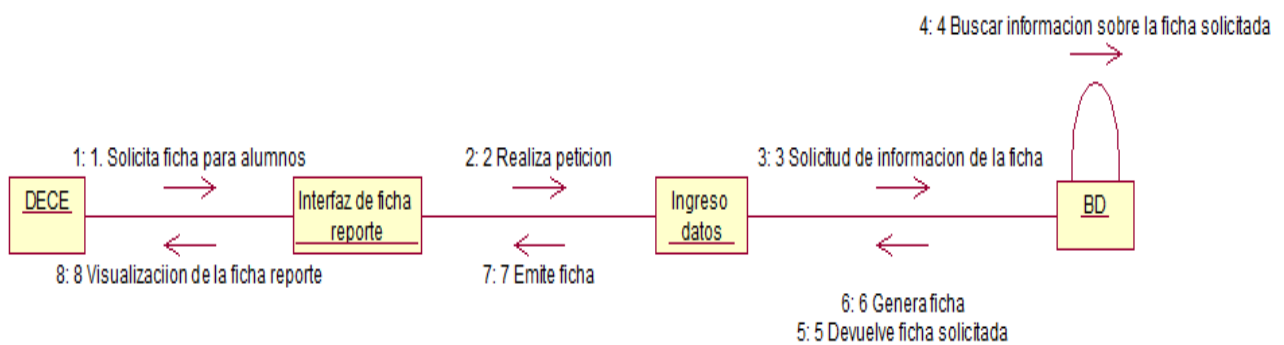 4: 4 Buscar informacion sobre la ficha solicitada
1: 1. Solicita ficha para alumnos
2: 2 Realiza peticion
3: 3 Solicitud de informacion de la ficha
DECE
Interfaz de ficha
reporte
Ingreso
datos
BD
8: 8 Visualizaciion de la ficha reporte
7: 7 Emite ficha
6: 6 Genera ficha
5: 5 Devuelve ficha solicitada